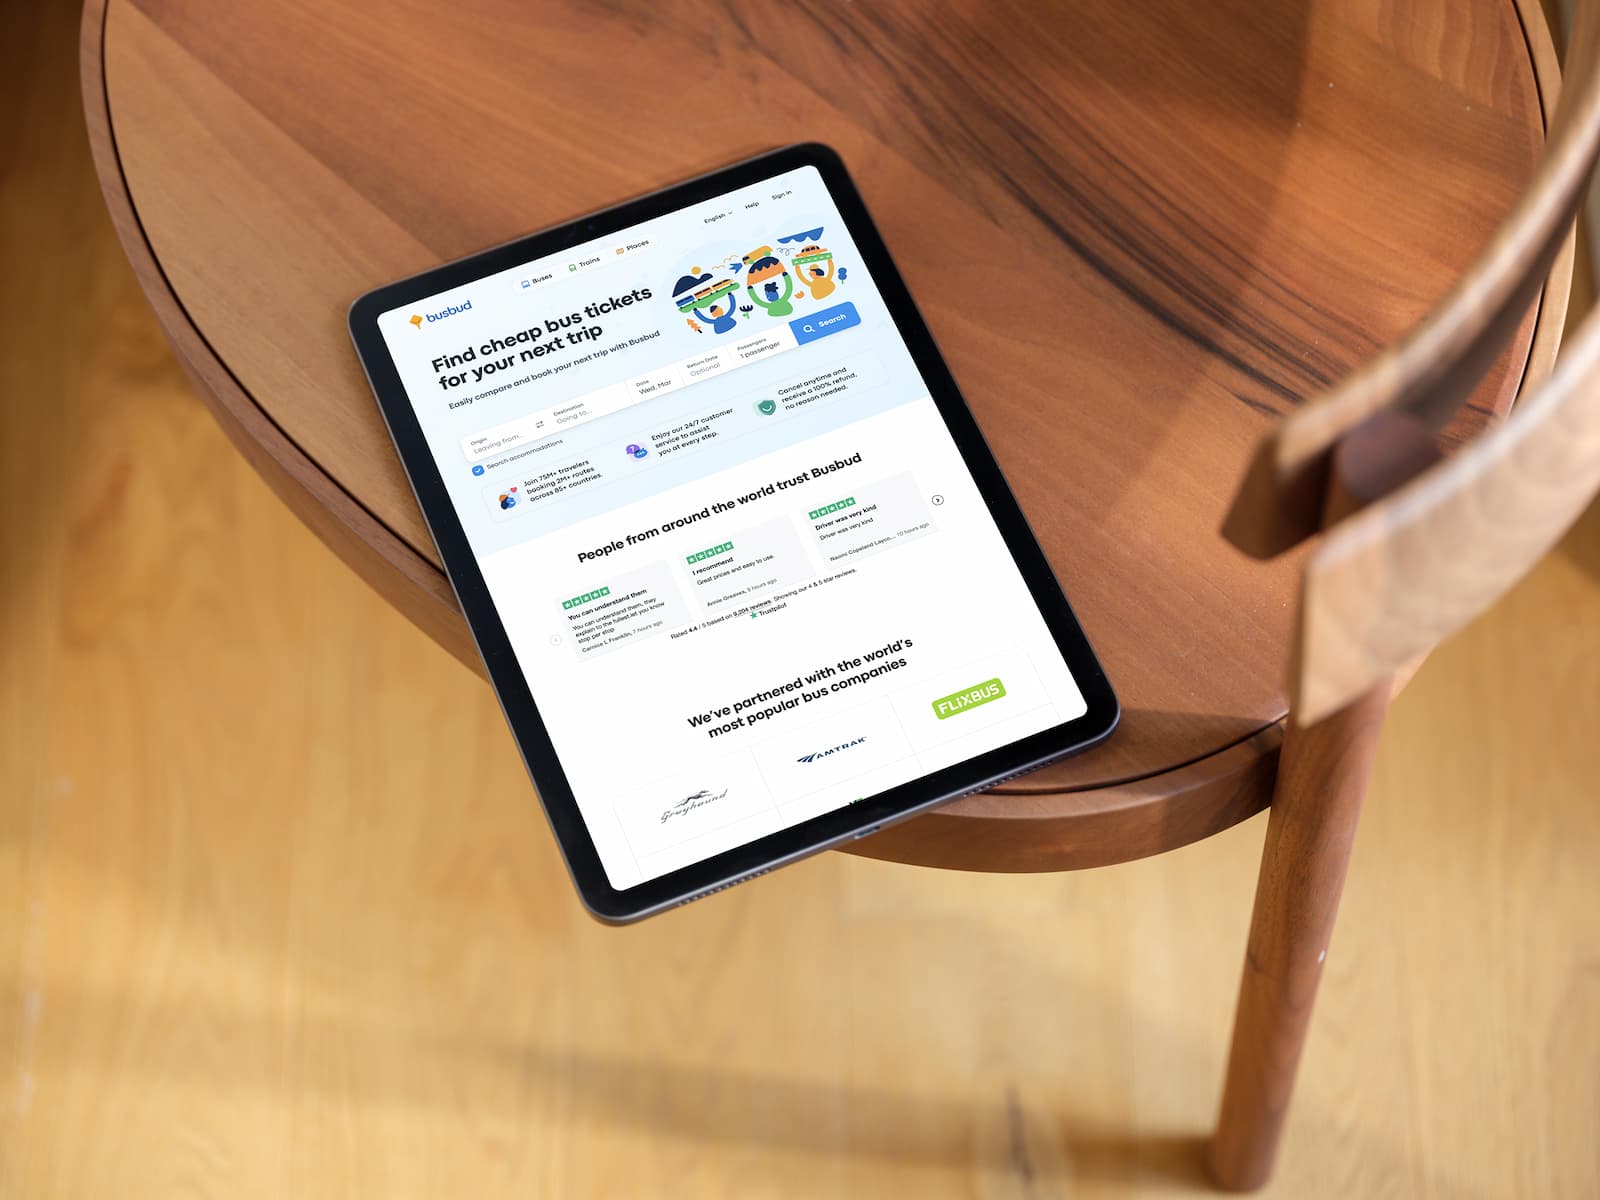 English
Help
Sign in
Buses
Trains
Places
busbud
Find cheap bus tickets
for your next trip
Easily compare and book your next trip with Busbud
Origin
Leaving from...
Destination
Going to...
Date
Wed, Mar
Return Date
Optional
Passengers
1 passenger
Search
Search accommodations
Join 75M+ travelers
booking 2M+ routes
across 85+ countries.
Enjoy our 24/7 customer
service to assist
you at every step.
Cancel anytime and
receive a 100% refund,
no reason needed.
People from around the world trust Busbud
You can understand them
You can understand them, they
explain to the fullest.let you know
stop per stop
Carnice L Franklin, 7 hours ago
I recommend
Great prices and easy to use.
Annie Greaves, 9 hours ago
Driver was very kind
Driver was very kind
Naomi Copeland Layco... 10 hours ago
Rated 4.4 / 5 based on 9,204 reviews. Showing our 4 & 5 star reviews.
Trustpilot
We've partnered with the world's
most popular bus companies
Greyhound
AMTRAK
FLiXBUS